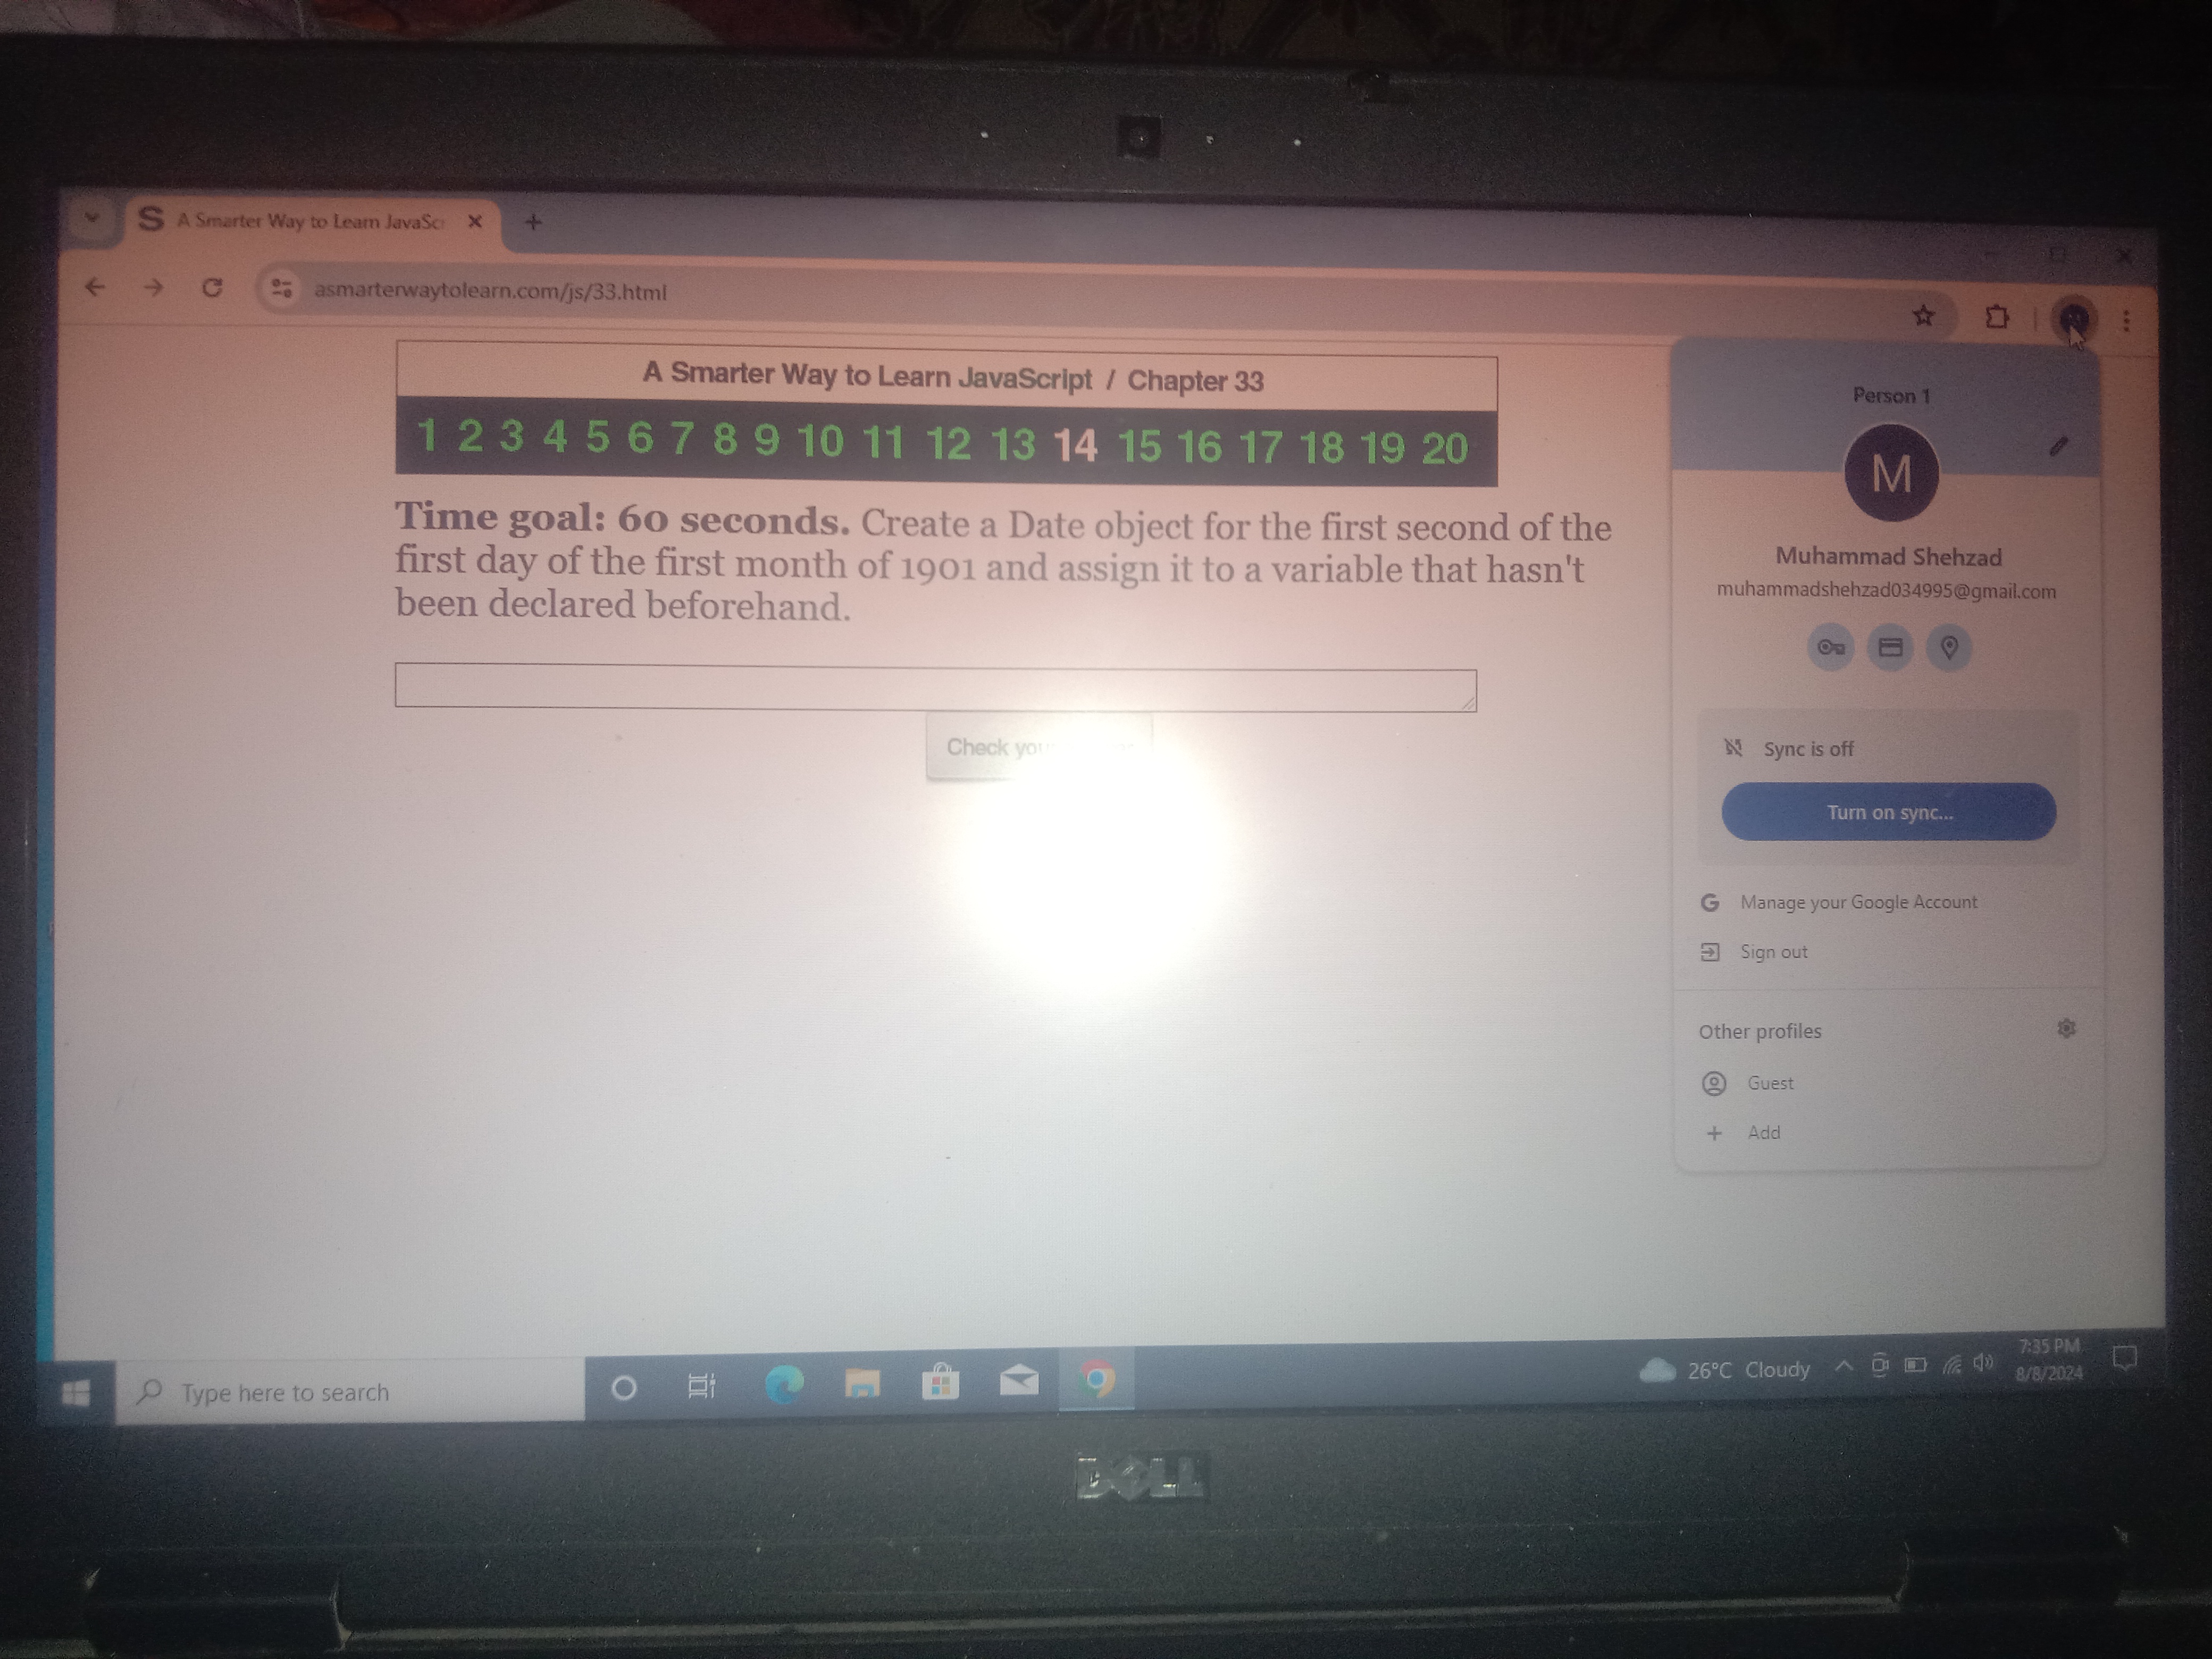 A Smarter Way to Learn JavaSc
asmarterwaytolearn.com/js/33.html
A Smarter Way to Learn JavaScript / Chapter 33
1 2 3 4 5 6 7 8 9 10 11 12 13 14 15 16 17 18 19 20
Time goal: 60 seconds. Create a Date object for the first second of the
first day of the first month of 1901 and assign it to a variable that hasn't
been declared beforehand.
Check
Person 1
M
Muhammad Shehzad
muhammadshehzad034995@gmail.com
Sync is off
Turn on sync...
Manage your Google Account
Sign out
Other profiles
Guest
Add
Type here to search
26°C Cloudy
7:35 PM
8/8/2024
DELL